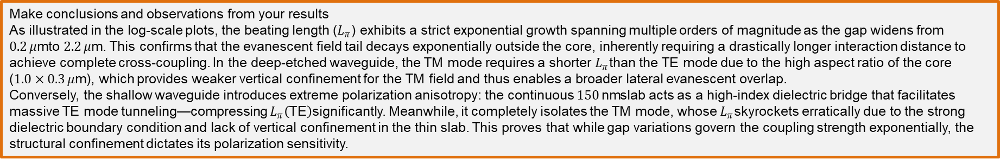 Make conclusions and observations from your results
As illustrated in the log-scale plots, the beating length (𝐿𝜋) exhibits a strict exponential growth spanning multiple orders of magnitude as the gap widens from
0.2 𝜇mto 2.2 𝜇m. This confirms that the evanescent field tail decays exponentially outside the core, inherently requiring a drastically longer interaction distance to
achieve complete cross-coupling. In the deep-etched waveguide, the TM mode requires a shorter 𝐿𝜋than the TE mode due to the high aspect ratio of the core
(1.0 × 0.3 𝜇m), which provides weaker vertical confinement for the TM field and thus enables a broader lateral evanescent overlap.
Conversely, the shallow waveguide introduces extreme polarization anisotropy: the continuous 150 nmslab acts as a high-index dielectric bridge that facilitates
massive TE mode tunneling—compressing 𝐿𝜋(TE)significantly. Meanwhile, it completely isolates the TM mode, whose 𝐿𝜋skyrockets erratically due to the strong
dielectric boundary condition and lack of vertical confinement in the thin slab. This proves that while gap variations govern the coupling strength exponentially, the
structural confinement dictates its polarization sensitivity.